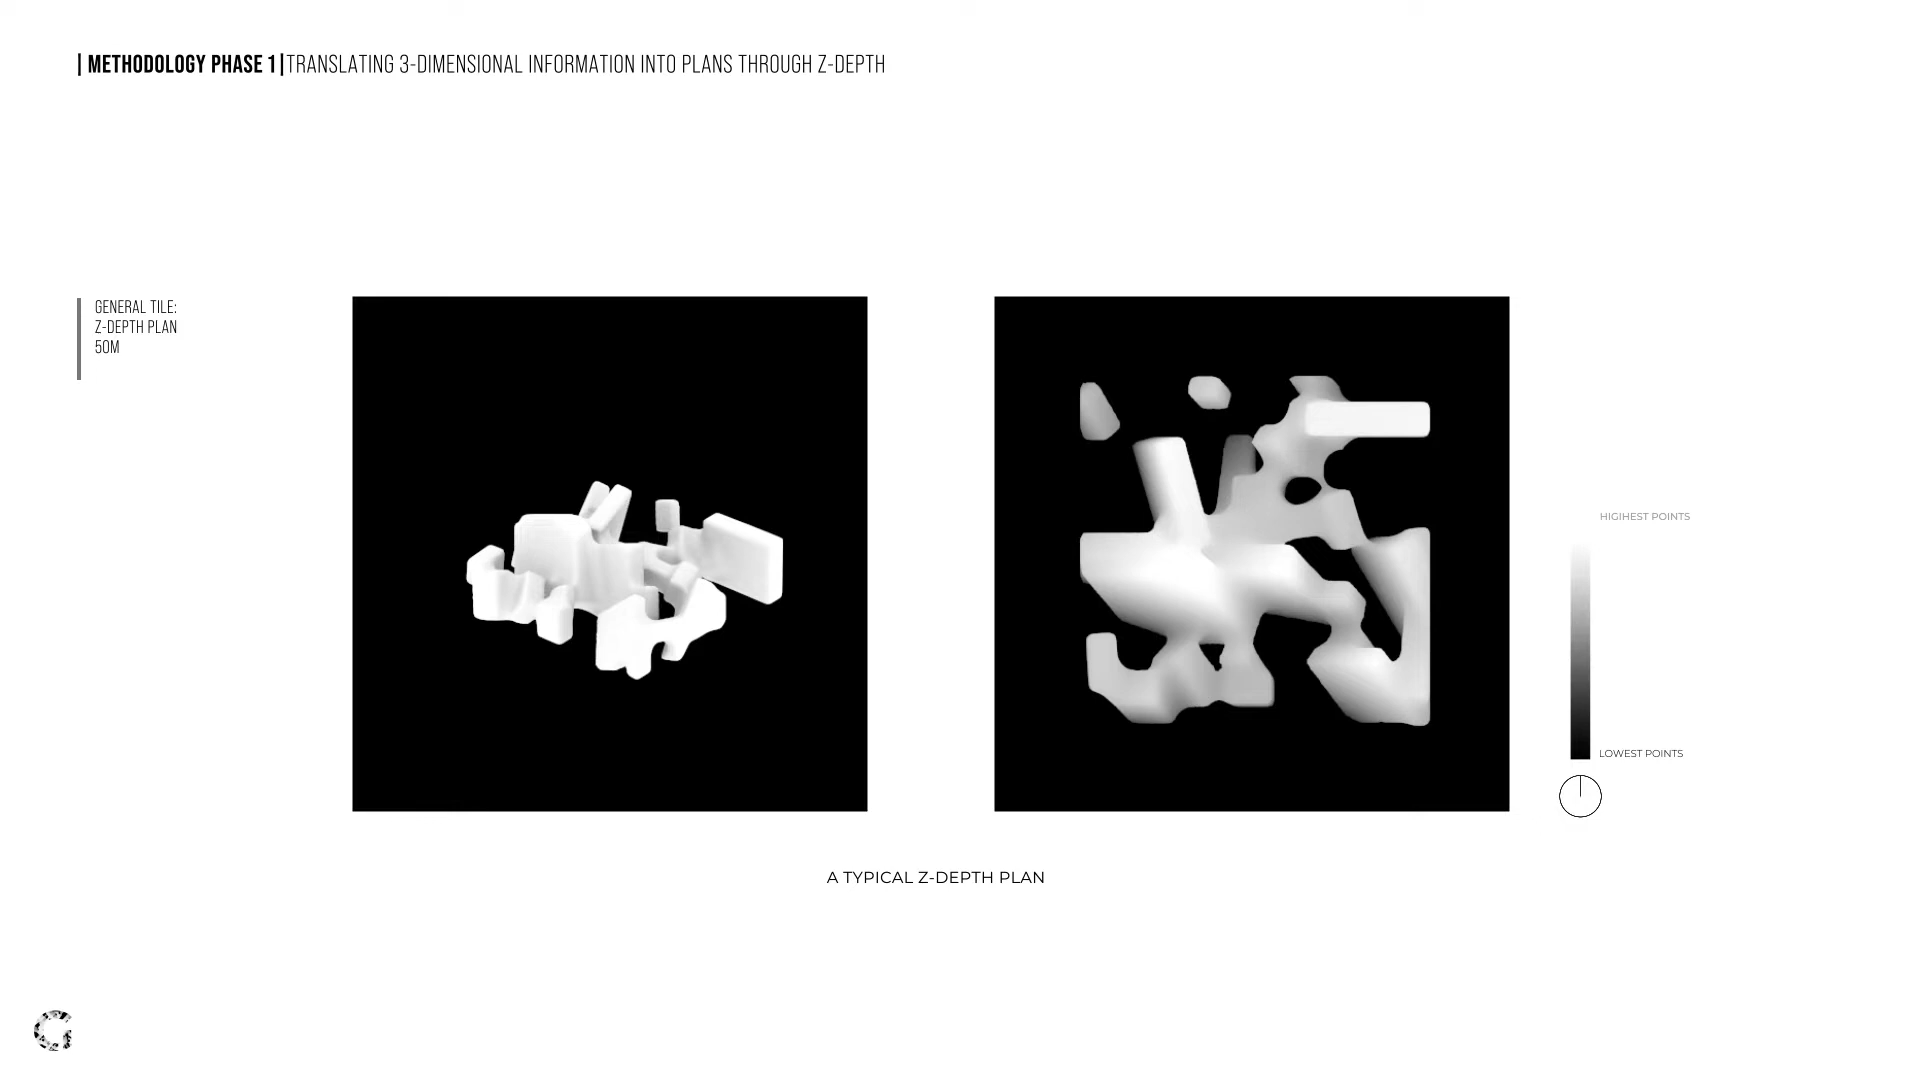 | METHODOLOGY PHASE 1|TRANSLATING 3-DIMENSIONAL INFORMATION INTO PLANS THROUGH Z-DEPTH
GENERAL TILE:
Z-DEPTH PLAN
50M
HIGIHEST POINTS
LOWEST POINTS
A TYPICAL Z-DEPTH PLAN
G